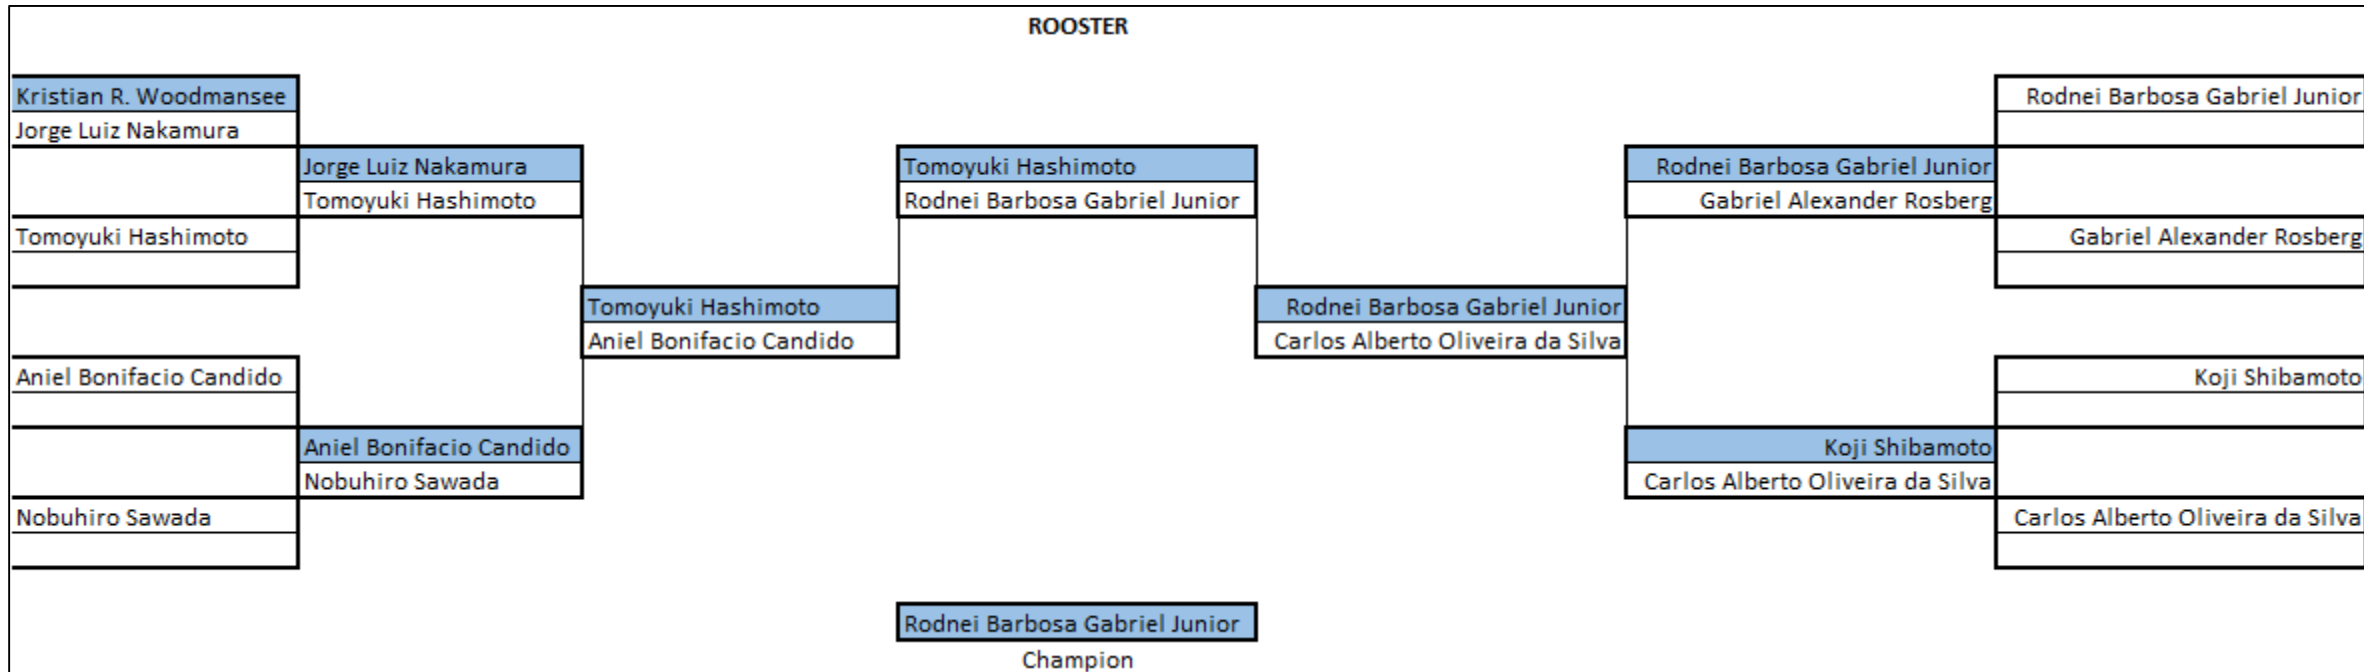 ROOSTER
Kristian R. Woodmansee
Jorge Luiz Nakamura
Tomoyuki Hashimoto
Aniel Bonifacio Candido
Nobuhiro Sawada
Jorge Luiz Nakamura
Tomoyuki Hashimoto
Aniel Bonifacio Candido
Nobuhiro Sawada
Tomoyuki Hashimoto
Aniel Bonifacio Candido
Tomoyuki Hashimoto
Rodnei Barbosa Gabriel Junior
Rodnei Barbosa Gabriel Junior
Carlos Alberto Oliveira da Silva
Rodnei Barbosa Gabriel Junior
Gabriel Alexander Rosberg
Koji Shibamoto
Carlos Alberto Oliveira da Silva
Rodnei Barbosa Gabriel Junior
Gabriel Alexander Rosberg
Koji Shibamoto
Carlos Alberto Oliveira da Silva
Rodnei Barbosa Gabriel Junior
Champion